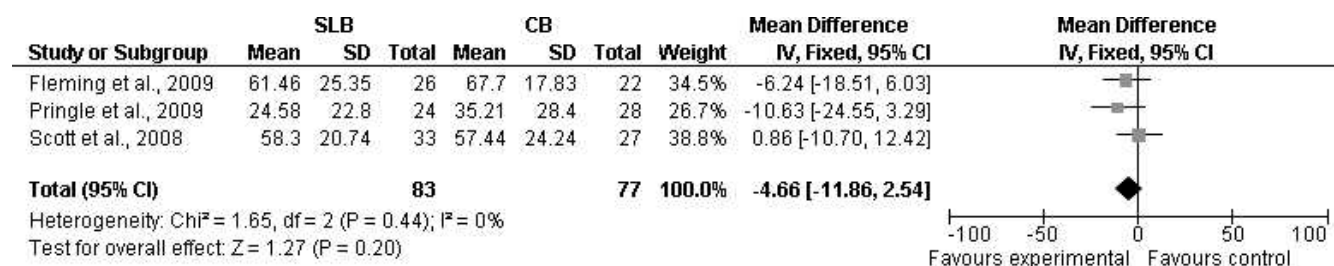 SLB CB Mean Difference Mean Difference
Study or Subgroup Mean SD Total Mean SD Total Weight IV, Fixed, 95% CI IV, Fixed, 95% CI
Fleming et al., 2009 61.46 25.35 26 67.7 17.83 22 34.5% -6.24 [-18.51, 6.03]
Pringle et al., 2009 24.58 22.8 24 35.21 28.4 28 26.7% -10.63 [-24.55, 3.29]
Scott et al., 2008 58.3 20.74 33 57.44 24.24 27 38.8% 0.86 [-10.70, 12.42]
Total (95% CI) 83 77 100.0% -4.66 [-11.86, 2.54]
Heterogeneity: Chi² = 1.65, df = 2 (P = 0.44); I² = 0%
Test for overall effect: Z = 1.27 (P = 0.20)
-100 -50 0 50 100
Favours experimental Favours control